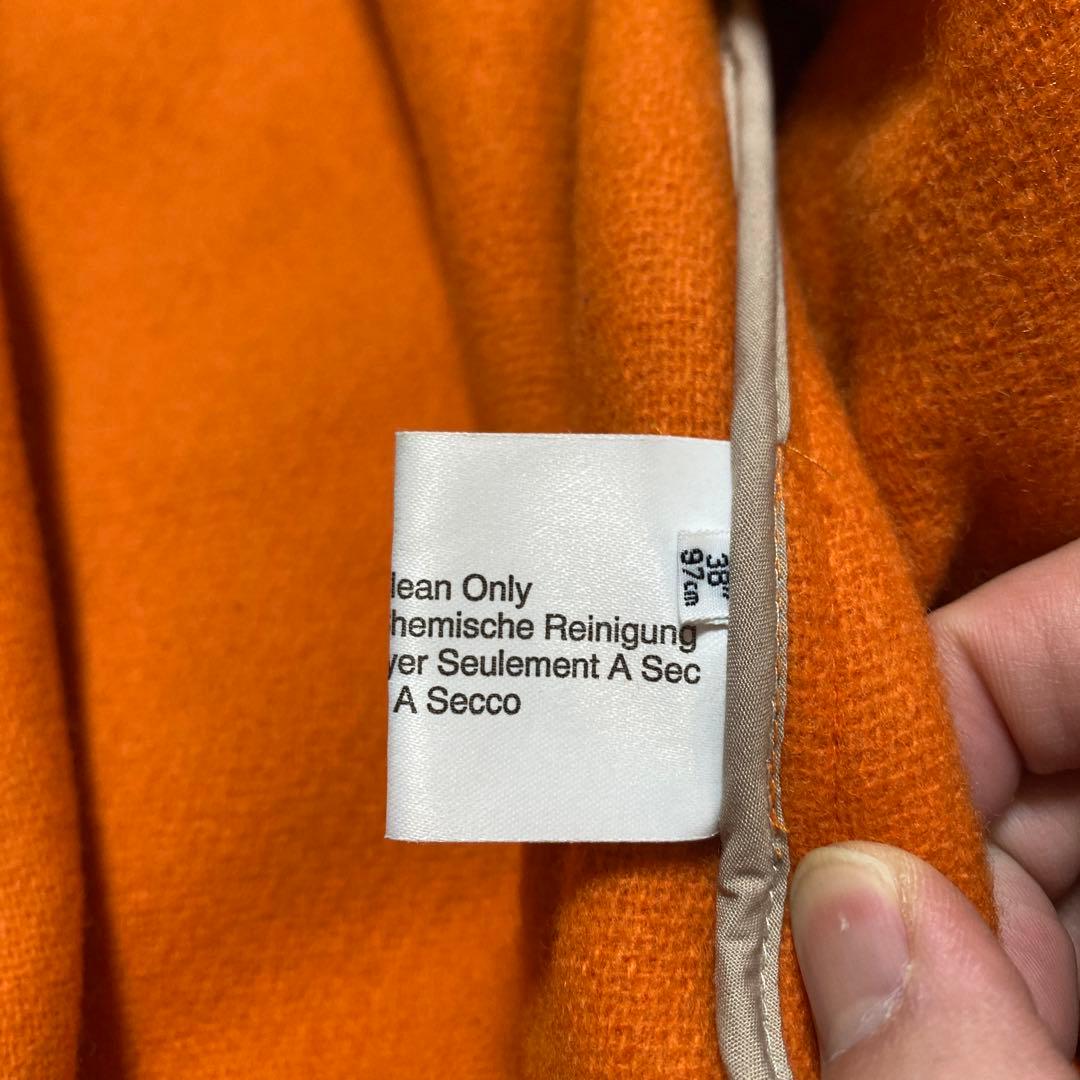 lean Only
hemische Reinigung
yer Seulement A Sec
A Secco
38"
97cm